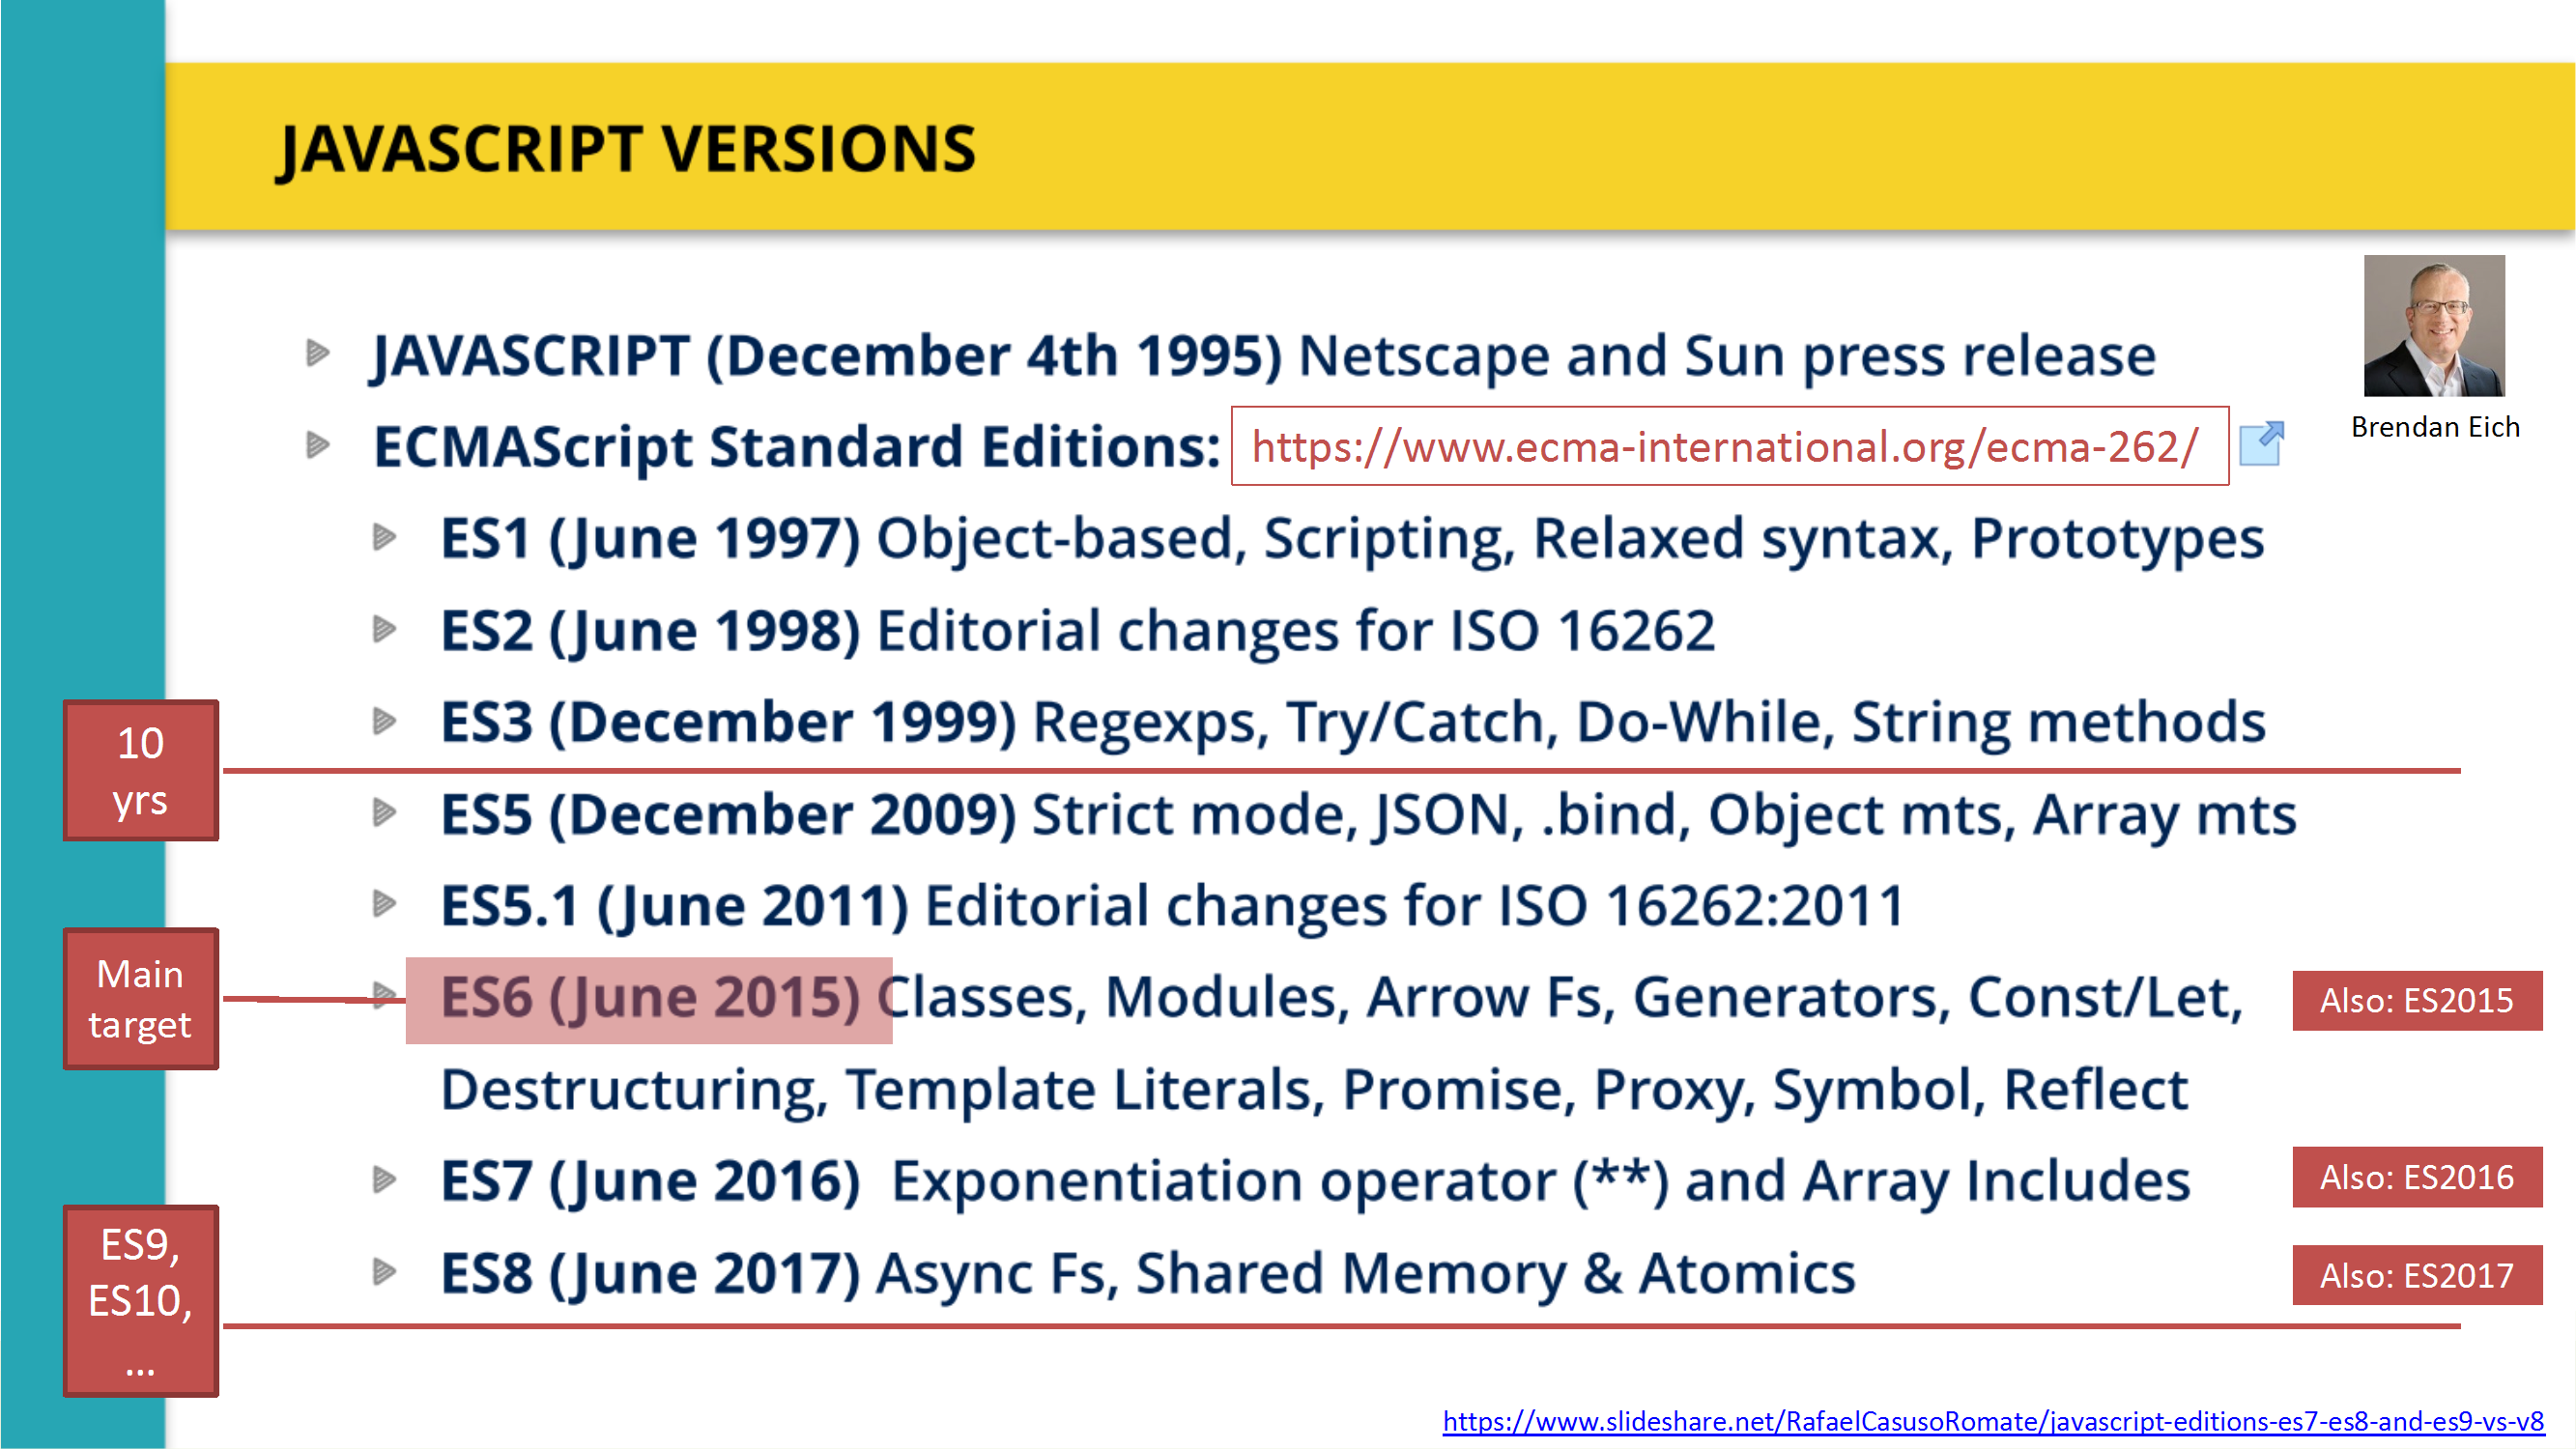 JAVASCRIPT VERSIONS
JAVASCRIPT (December 4th 1995) Netscape and Sun press release
Brendan Eich
ECMAScript Standard Editions: https://www.ecma-international.org/ecma-262/
ES1 (June 1997) Object-based, Scripting, Relaxed syntax, Prototypes
ES2 (June 1998) Editorial changes for ISO 16262
ES3 (December 1999) Regexps, Try/Catch, Do-While, String methods
10
yrs
ES5 (December 2009) Strict mode, JSON, .bind, Object mts, Array mts
ES5.1 (June 2011) Editorial changes for ISO 16262:2011
Main
target
ES6 (June 2015) Classes, Modules, Arrow Fs, Generators, Const/Let,
Also: ES2015
Destructuring, Template Literals, Promise, Proxy, Symbol, Reflect
ES7 (June 2016) Exponentiation operator (**) and Array Includes
Also: ES2016
ES8 (June 2017) Async Fs, Shared Memory & Atomics
Also: ES2017
ES9,
ES10,
...
https://www.slideshare.net/RafaelCasusoRomate/javascript-editions-es7-es8-and-es9-vs-v8